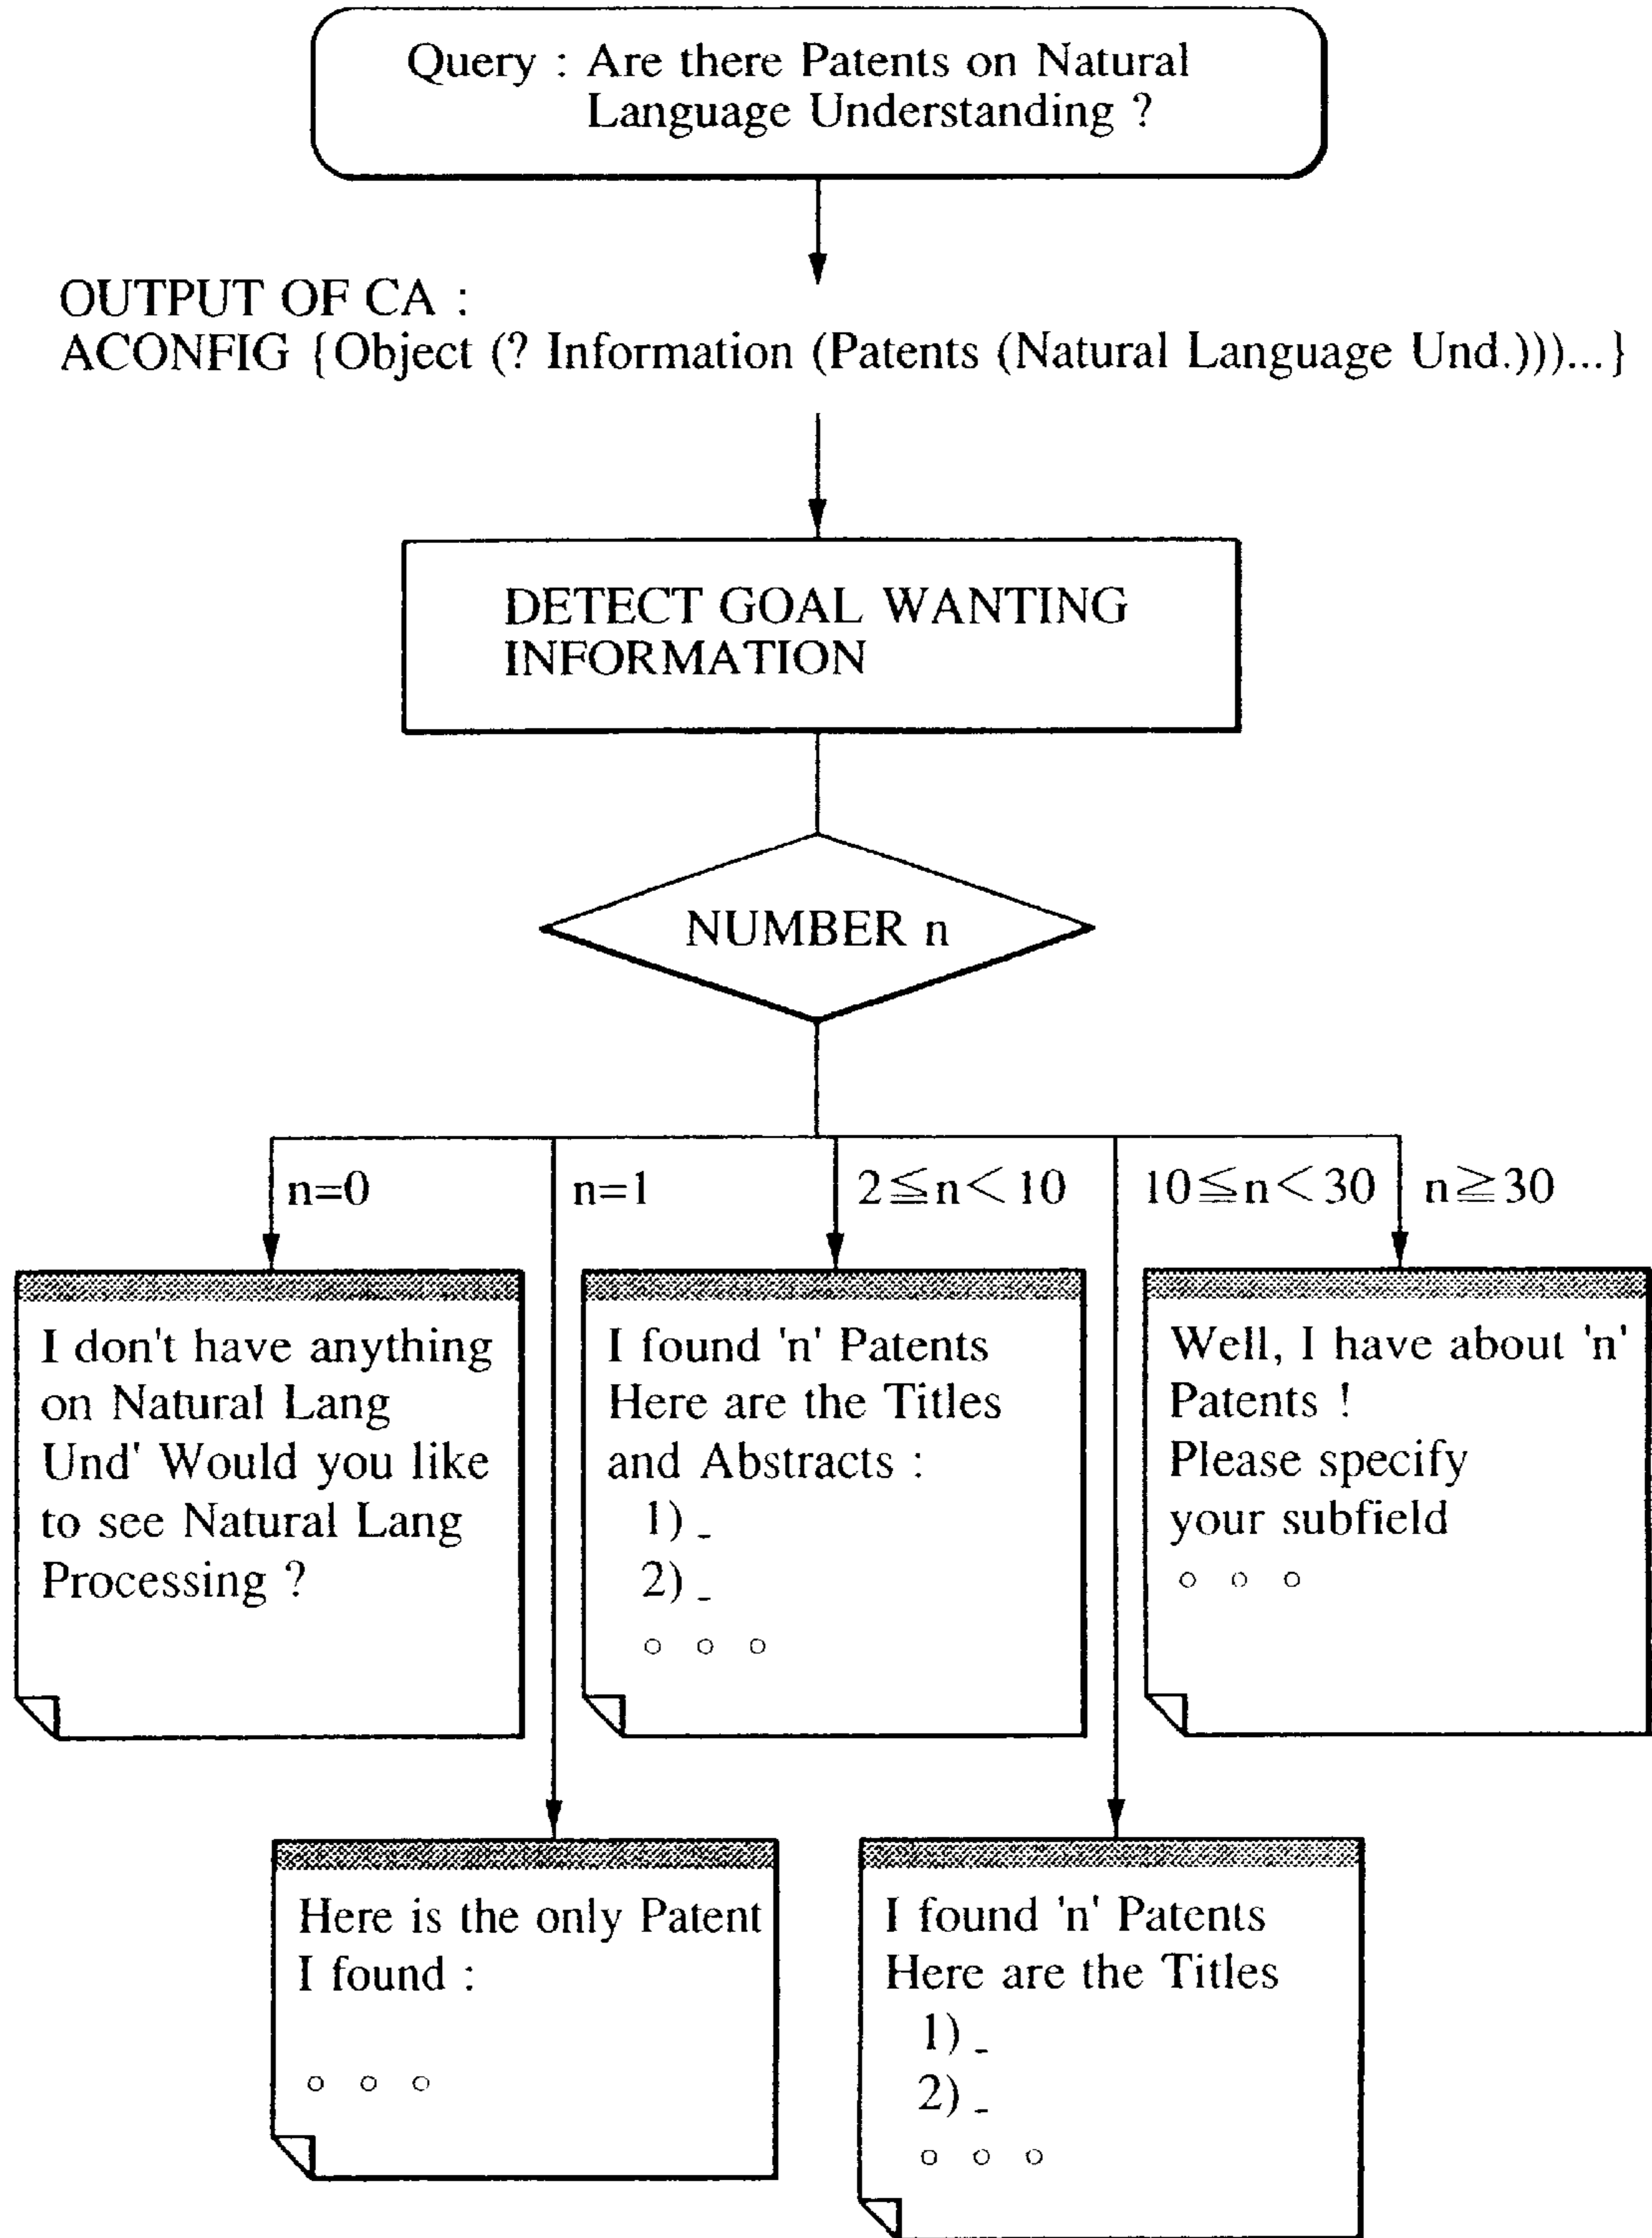 Query : Are there Patents on Natural
Language Understanding ?
OUTPUT OF CA :
ACONFIG {Object (? Information (Patents (Natural Language Und.)))...}
DETECT GOAL WANTING
INFORMATION
NUMBER n
n=0
n=1
2≦n<10
10≦n<30
n≧30
I don't have anything
on Natural Lang
Und' Would you like
to see Natural Lang
Processing ?
I found 'n' Patents
Here are the Titles
and Abstracts :
1) _
2) _
○ ○ ○
Well, I have about 'n'
Patents !
Please specify
your subfield
○ ○ ○
Here is the only Patent
I found :
○ ○ ○
I found 'n' Patents
Here are the Titles
1) _
2) _
○ ○ ○